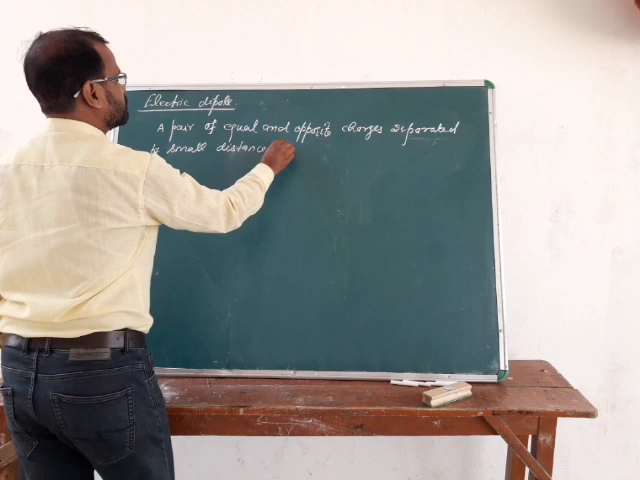 Electric dipole.
A pair of equal and opposite charges separated
by small distance